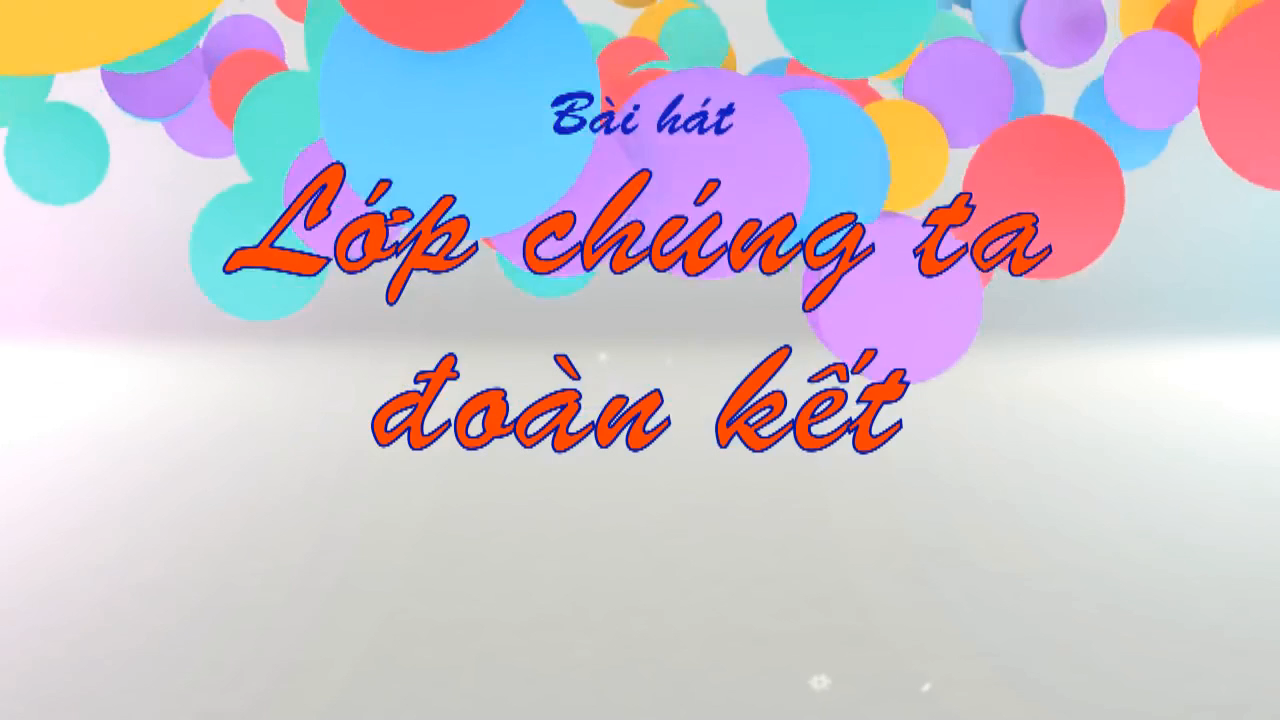 Bài hát
Lớp chúng ta
đoàn kết